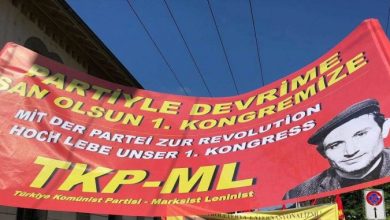 PARTİYLE DEVRİME
ŞAN OLSUN 1. KONGREMİZE
MIT DER PARTEI ZUR REVOLUTION
HOCH LEBE UNSER 1. KONGRESS
TKP-ML
Türkiye Komünist Partisi - Marksist Leninist